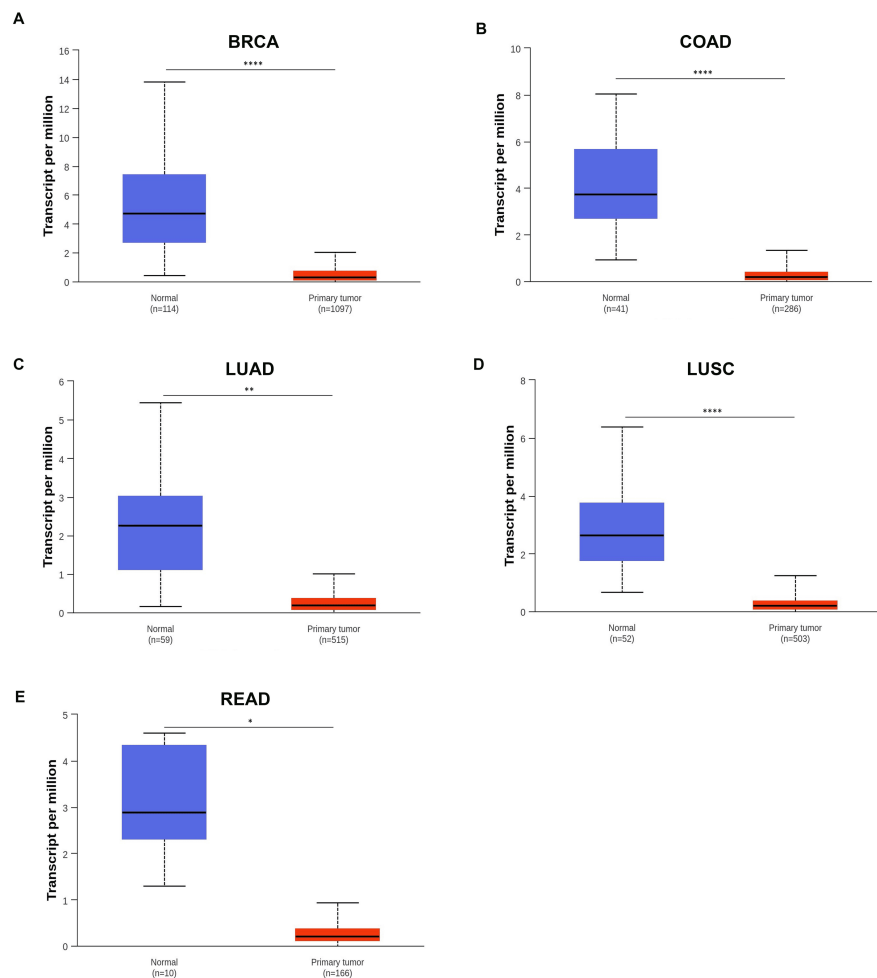 A
BRCA
****
Transcript per million
16
14
12
10
8
6
4
2
0
Normal
(n=114)
Primary tumor
(n=1097)
B
COAD
****
Transcript per million
10
8
6
4
2
0
Normal
(n=41)
Primary tumor
(n=286)
C
LUAD
**
Transcript per million
6
5
4
3
2
1
0
Normal
(n=59)
Primary tumor
(n=515)
D
LUSC
****
Transcript per million
8
6
4
2
0
Normal
(n=52)
Primary tumor
(n=503)
E
READ
*
Transcript per million
5
4
3
2
1
0
Normal
(n=10)
Primary tumor
(n=166)